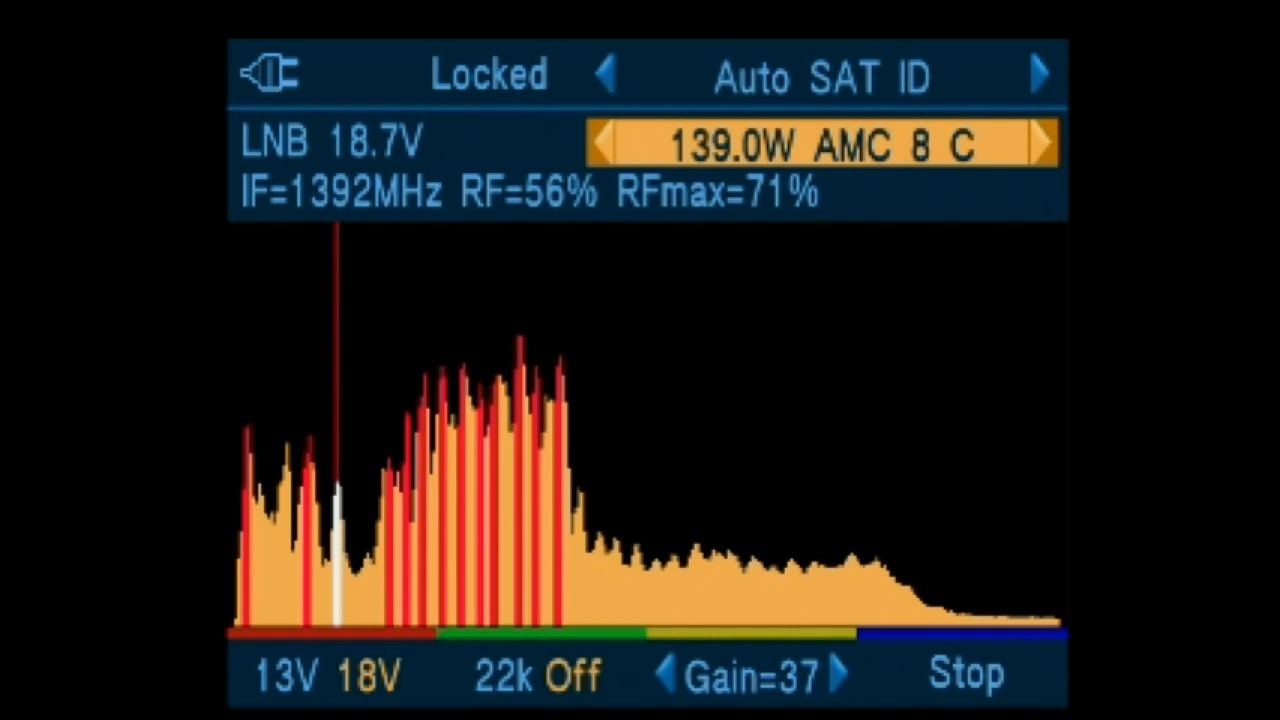 Locked Auto SAT ID
LNB 18.7V 139.0W AMC 8 C
IF=1392MHz RF=56% RFmax=71%
13V 18V 22k Off Gain=37 Stop